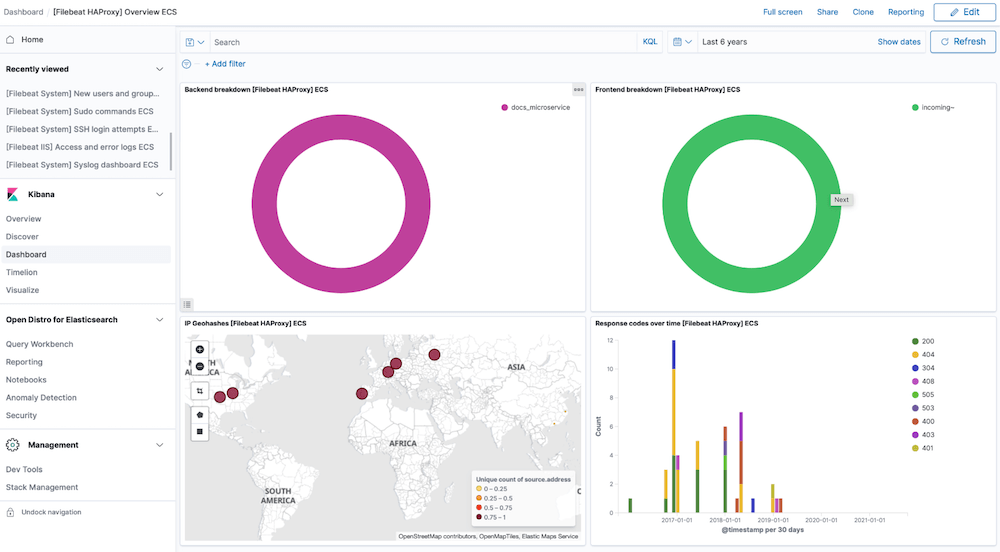 Dashboard / [Filebeat HAProxy] Overview ECS
Full screen Share Clone Reporting Edit
Home
Search KQL Last 6 years Show dates Refresh
+ Add filter
Recently viewed
[Filebeat System] New users and group...
[Filebeat System] Sudo commands ECS
[Filebeat System] SSH login attempts E...
[Filebeat IIS] Access and error logs ECS
[Filebeat System] Syslog dashboard ECS
Kibana
Overview
Discover
Dashboard
Timelion
Visualize
Open Distro for Elasticsearch
Query Workbench
Reporting
Notebooks
Anomaly Detection
Security
Management
Dev Tools
Stack Management
Undock navigation
Backend breakdown [Filebeat HAProxy] ECS
docs_microservice
Frontend breakdown [Filebeat HAProxy] ECS
incoming~
Next
IP Geohashes [Filebeat HAProxy] ECS
NORTH
AMERICA
ASIA
AFRICA
SOUTH
AMERICA
Unique count of source.address
0 – 0.25
0.25 – 0.5
0.5 – 0.75
0.75 – 1
OpenStreetMap contributors, OpenMapTiles, Elastic Maps Service
Response codes over time [Filebeat HAProxy] ECS
12
10
8
6
4
2
0
Count
2017-01-01 2018-01-01 2019-01-01 2020-01-01 2021-01-01
@timestamp per 30 days
200
404
304
408
505
503
400
403
401